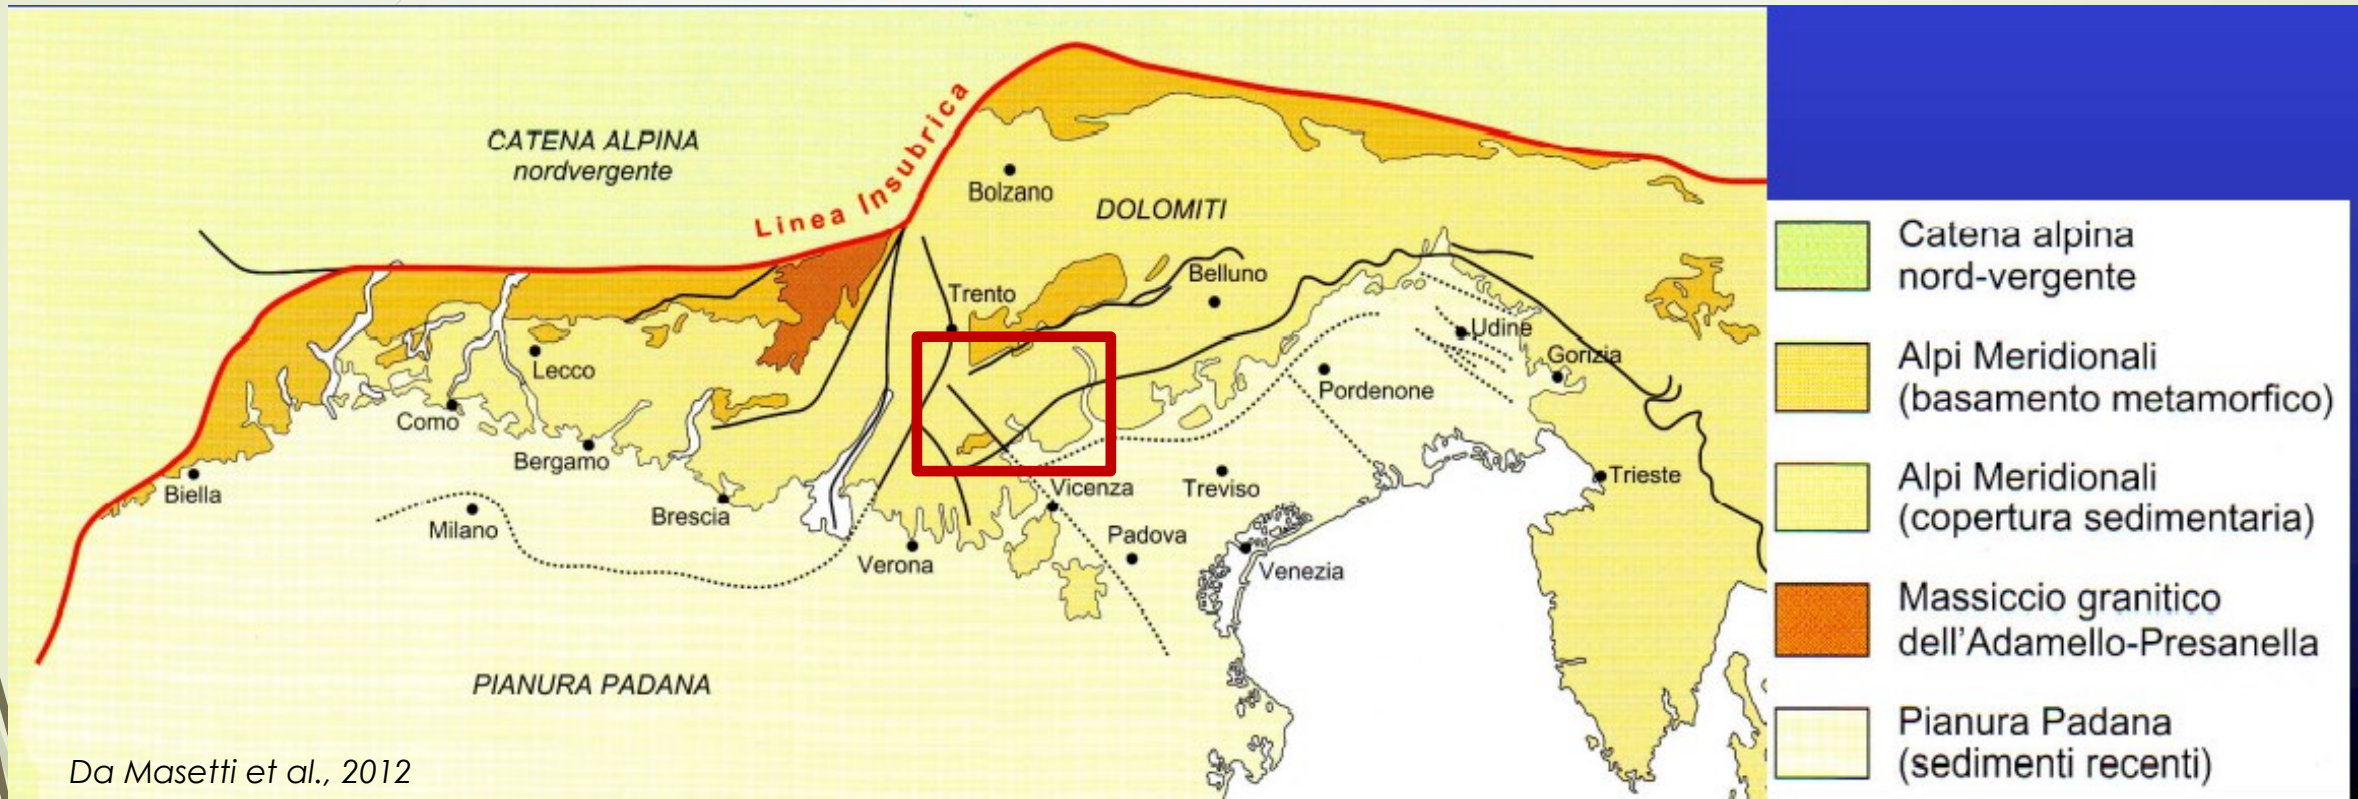 CATENA ALPINA
nordvergente
Linea Insubrica
Bolzano
DOLOMITI
Trento
Belluno
Udine
Gorizia
Lecco
Como
Pordenone
Bergamo
Biella
Milano
Brescia
Vicenza
Treviso
Trieste
Verona
Padova
Venezia
PIANURA PADANA
Da Masetti et al., 2012
Catena alpina
nord-vergente
Alpi Meridionali
(basamento metamorfico)
Alpi Meridionali
(copertura sedimentaria)
Massiccio granitico
dell'Adamello-Presanella
Pianura Padana
(sedimenti recenti)